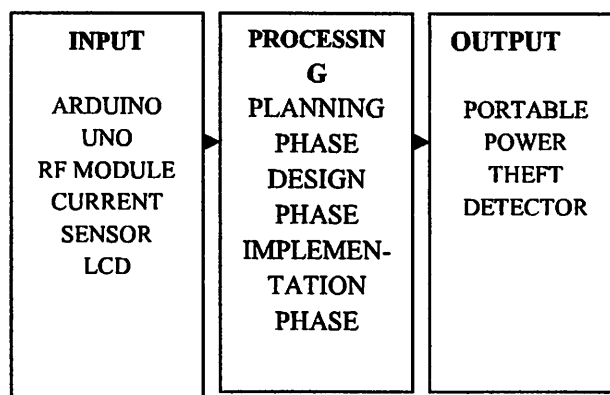 INPUT
ARDUINO
UNO
RF MODULE
CURRENT
SENSOR
LCD
PROCESSIN
G
PLANNING
PHASE
DESIGN
PHASE
IMPLEMEN-
TATION
PHASE
OUTPUT
PORTABLE
POWER
THEFT
DETECTOR